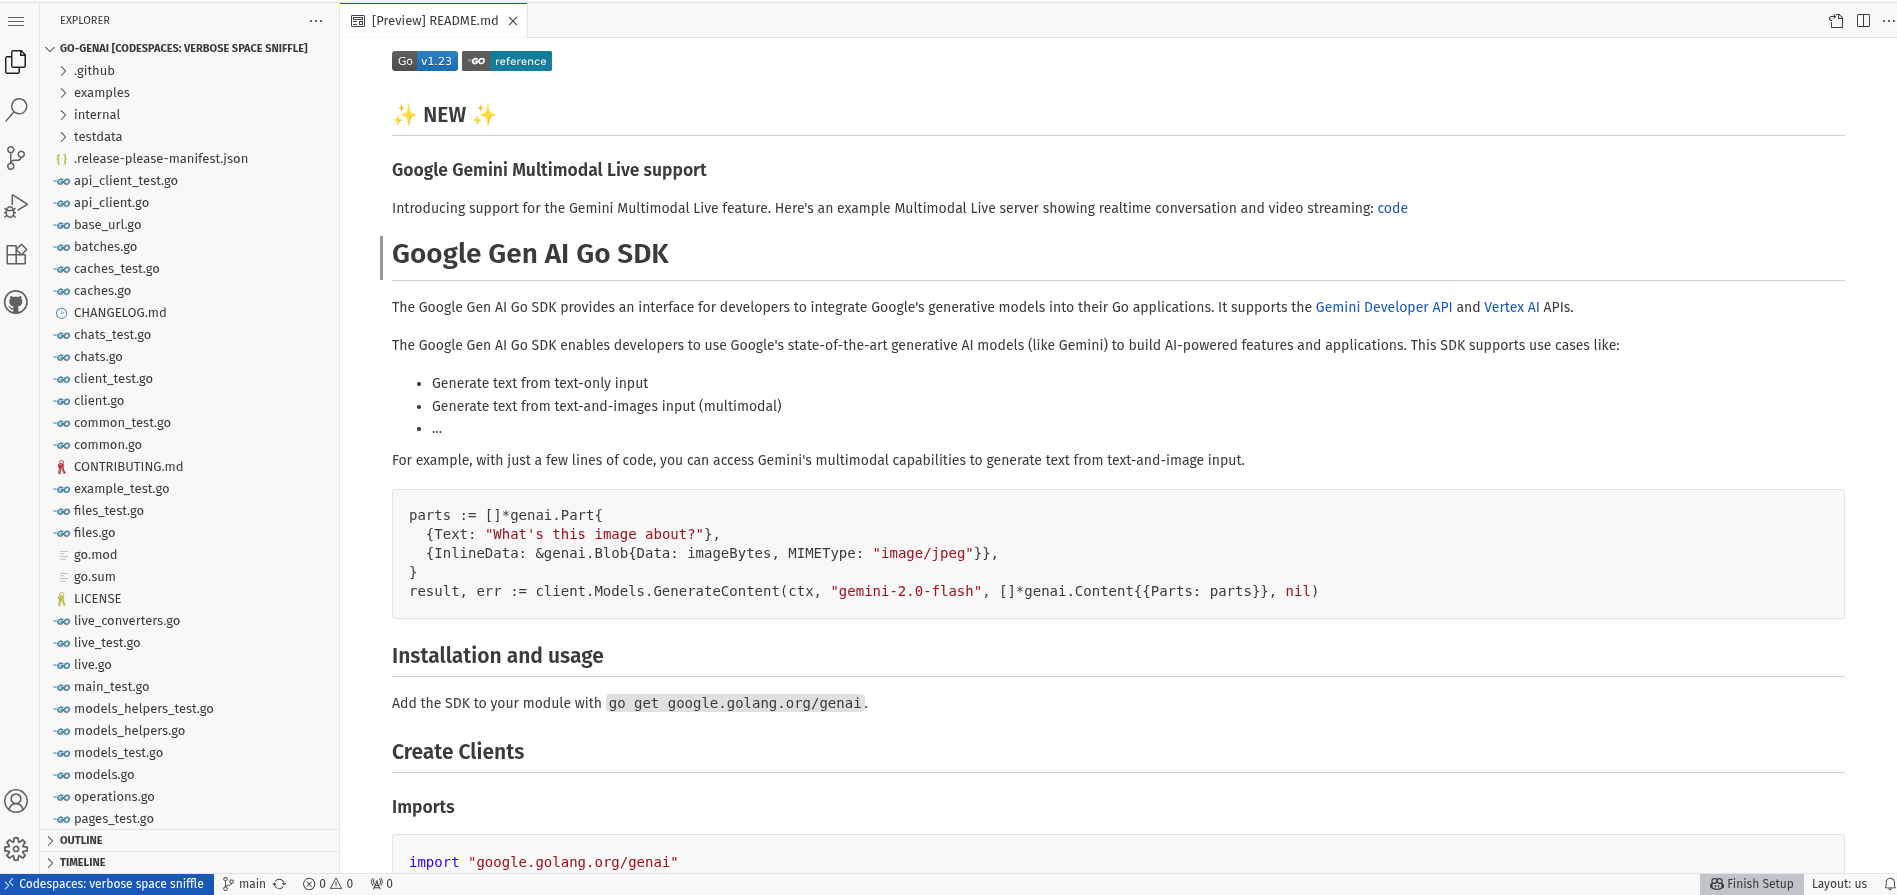 EXPLORER
GO-GENAI [CODESPACES: VERBOSE SPACE SNIFFLE]
.github
examples
internal
testdata
.release-please-manifest.json
api_client_test.go
api_client.go
base_url.go
batches.go
caches_test.go
caches.go
CHANGELOG.md
chats_test.go
chats.go
client_test.go
client.go
common_test.go
common.go
CONTRIBUTING.md
example_test.go
files_test.go
files.go
go.mod
go.sum
LICENSE
live_converters.go
live_test.go
live.go
main_test.go
models_helpers_test.go
models_helpers.go
models_test.go
models.go
operations.go
pages_test.go
OUTLINE
TIMELINE
[Preview] README.md
Go v1.23 GO reference
✨ NEW ✨
Google Gemini Multimodal Live support
Introducing support for the Gemini Multimodal Live feature. Here's an example Multimodal Live server showing realtime conversation and video streaming: code
Google Gen AI Go SDK
The Google Gen AI Go SDK provides an interface for developers to integrate Google's generative models into their Go applications. It supports the Gemini Developer API and Vertex AI APIs.
The Google Gen AI Go SDK enables developers to use Google's state-of-the-art generative AI models (like Gemini) to build AI-powered features and applications. This SDK supports use cases like:
• Generate text from text-only input
• Generate text from text-and-images input (multimodal)
• ...
For example, with just a few lines of code, you can access Gemini's multimodal capabilities to generate text from text-and-image input.
parts := []*genai.Part{
  {Text: "What's this image about?"},
  {InlineData: &genai.Blob{Data: imageBytes, MIMEType: "image/jpeg"}},
}
result, err := client.Models.GenerateContent(ctx, "gemini-2.0-flash", []*genai.Content{{Parts: parts}}, nil)
Installation and usage
Add the SDK to your module with go get google.golang.org/genai.
Create Clients
Imports
import "google.golang.org/genai"
Codespaces: verbose space sniffle main 0 0 0 Finish Setup Layout: us